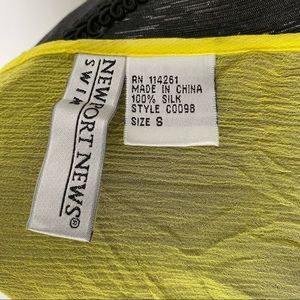 NEWPORT NEWS®
SWIM
RN 114261
MADE IN CHINA
100% SILK
STYLE C0098
SIZE S